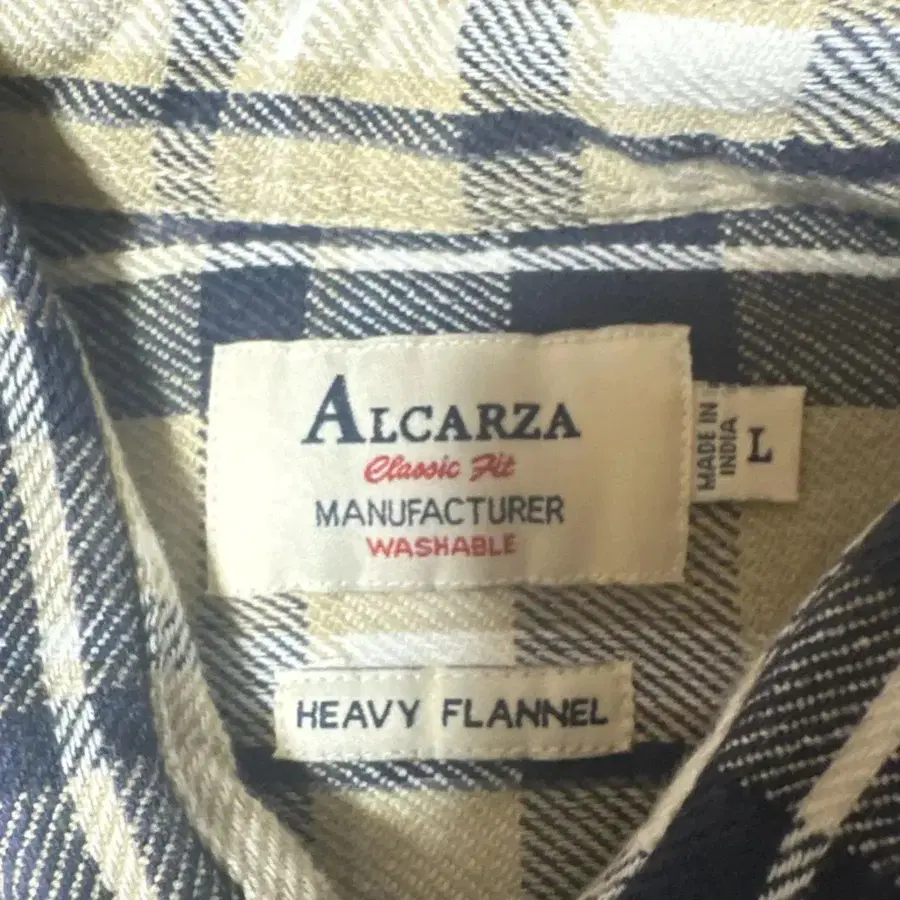 ALCARZA
Classic Fit
MANUFACTURER
WASHABLE
MADE IN
INDIA
L
HEAVY FLANNEL